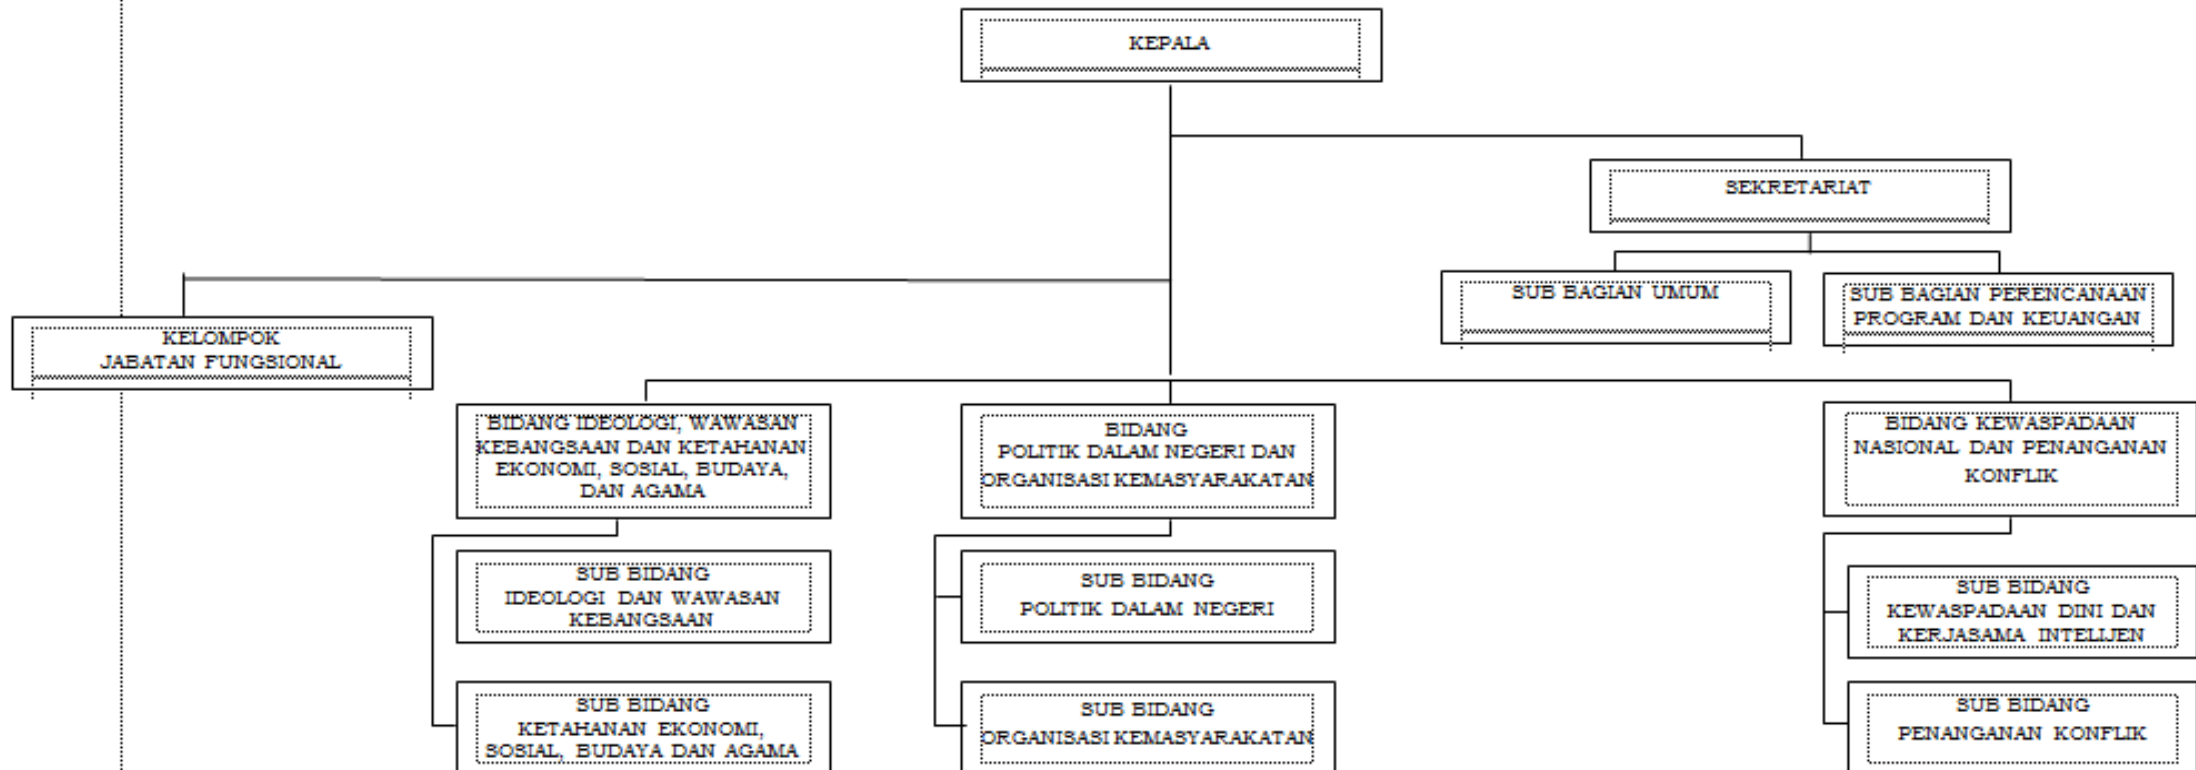 KEPALA
SEKRETARIAT
SUB BAGIAN UMUM
SUB BAGIAN PERENCANAAN
PROGRAM DAN KEUANGAN
KELOMPOK
JABATAN FUNGSIONAL
BIDANG IDEOLOGI, WAWASAN
KEBANGSAAN DAN KETAHANAN
EKONOMI, SOSIAL, BUDAYA,
DAN AGAMA
BIDANG
POLITIK DALAM NEGERI DAN
ORGANISASI KEMASYARAKATAN
BIDANG KEWASPADAAN
NASIONAL DAN PENANGANAN
KONFLIK
SUB BIDANG
IDEOLOGI DAN WAWASAN
KEBANGSAAN
SUB BIDANG
POLITIK DALAM NEGERI
SUB BIDANG
KEWASPADAAN DINI DAN
KERJASAMA INTELIJEN
SUB BIDANG
KETAHANAN EKONOMI,
SOSIAL, BUDAYA DAN AGAMA
SUB BIDANG
ORGANISASI KEMASYARAKATAN
SUB BIDANG
PENANGANAN KONFLIK